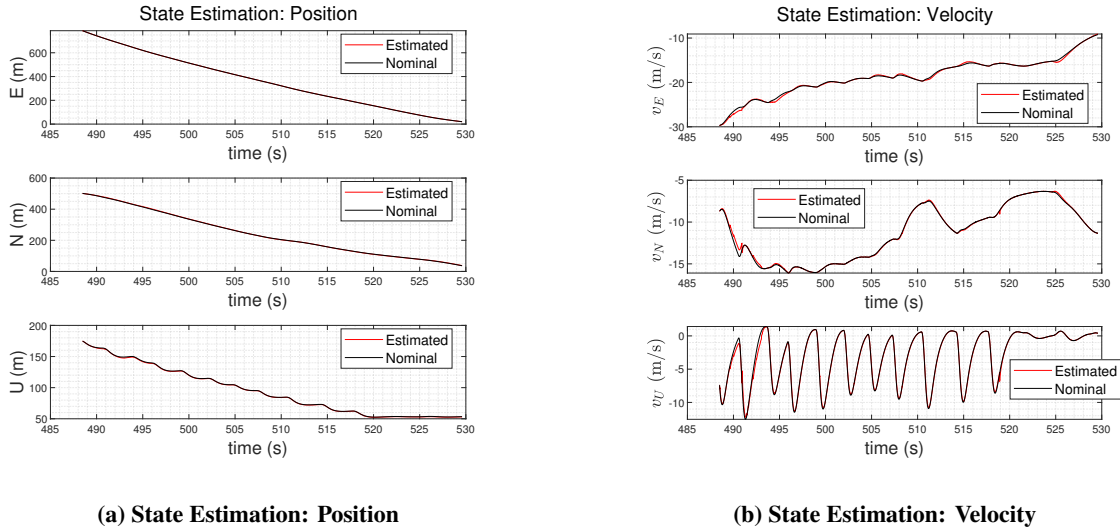 State Estimation: Position
600
400
200
0
E (m)
Estimated
Nominal
485 490 495 500 505 510 515 520 525 530
time (s)
600
400
200
0
N (m)
Estimated
Nominal
485 490 495 500 505 510 515 520 525 530
time (s)
200
150
100
50
U (m)
Estimated
Nominal
485 490 495 500 505 510 515 520 525 530
time (s)
(a) State Estimation: Position
State Estimation: Velocity
-10
-20
-30
v_E (m/s)
Estimated
Nominal
485 490 495 500 505 510 515 520 525 530
time (s)
-5
-10
-15
v_N (m/s)
Estimated
Nominal
485 490 495 500 505 510 515 520 525 530
time (s)
0
-5
-10
v_U (m/s)
Estimated
Nominal
485 490 495 500 505 510 515 520 525 530
time (s)
(b) State Estimation: Velocity